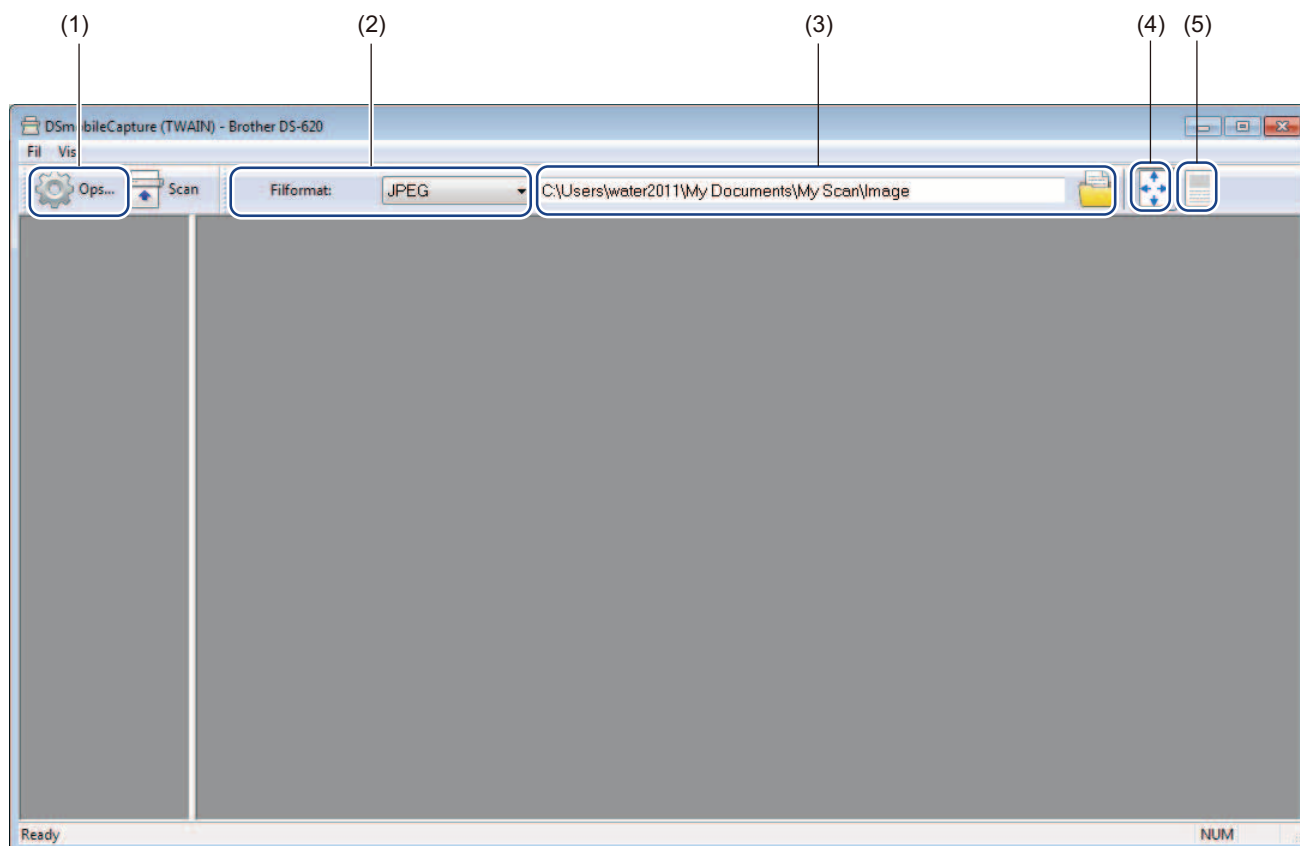 (1) (2) (3) (4) (5)
DSmobileCapture (TWAIN) - Brother DS-620
Fil Vis
Ops... Scan Filformat: JPEG C:\Users\water2011\My Documents\My Scan\Image
Ready NUM